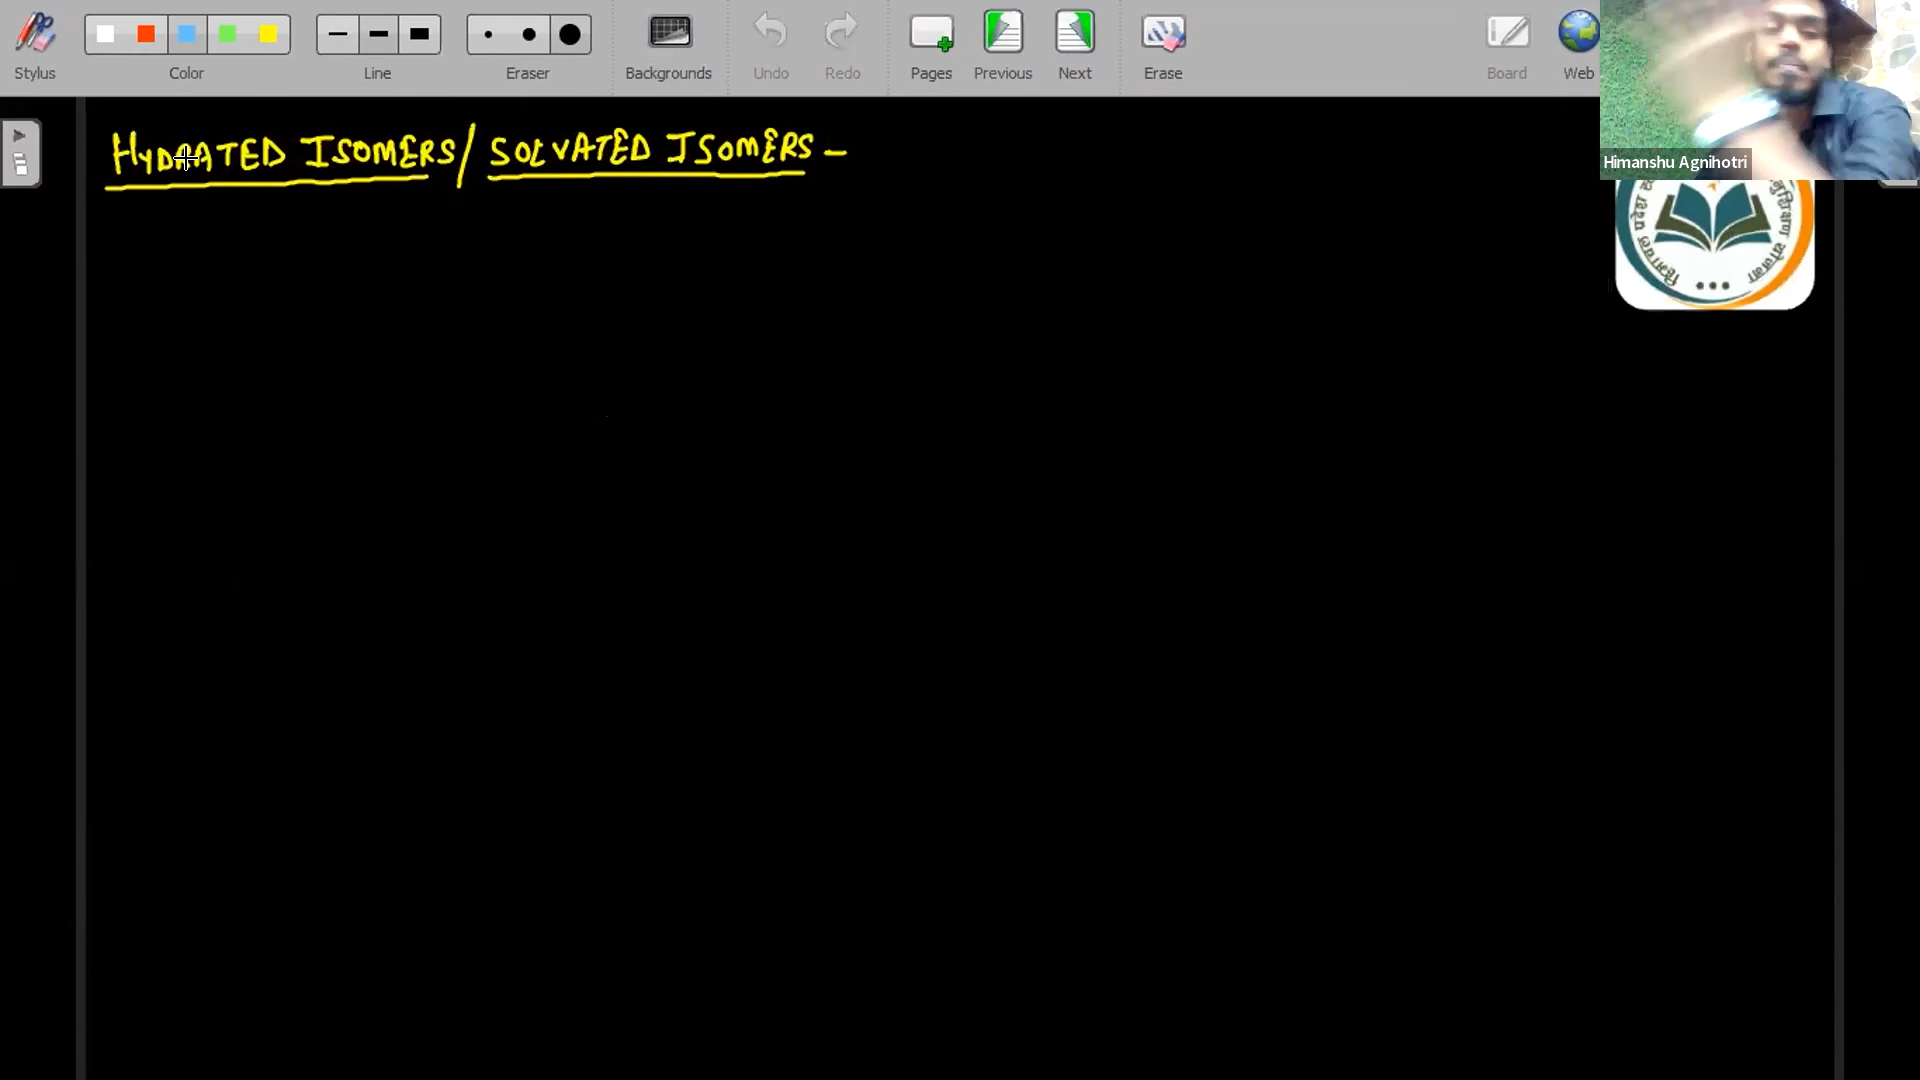 Stylus Color Line Eraser Backgrounds Undo Redo Pages Previous Next Erase Board Web
HYDRATED ISOMERS / SOLVATED ISOMERS –
Himanshu Agnihotri